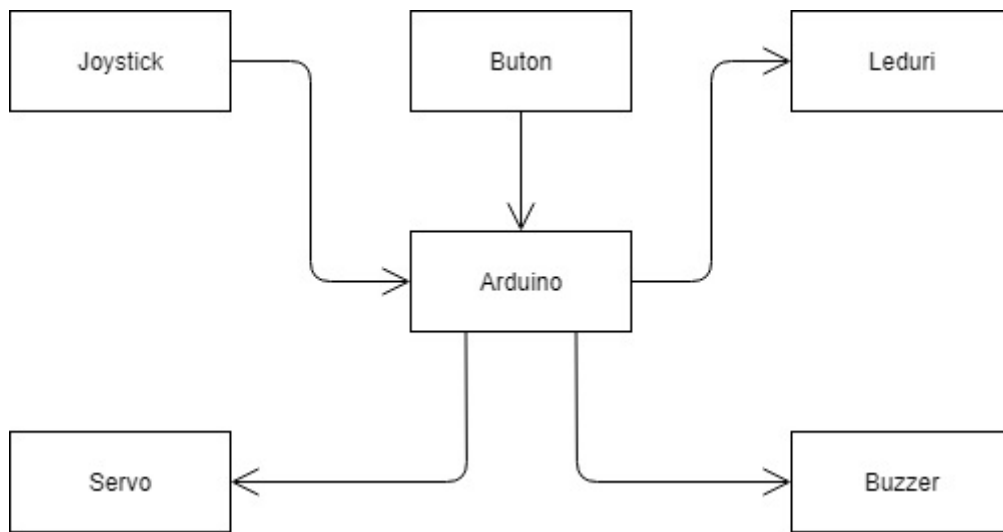 Joystick
Buton
Leduri
Arduino
Servo
Buzzer